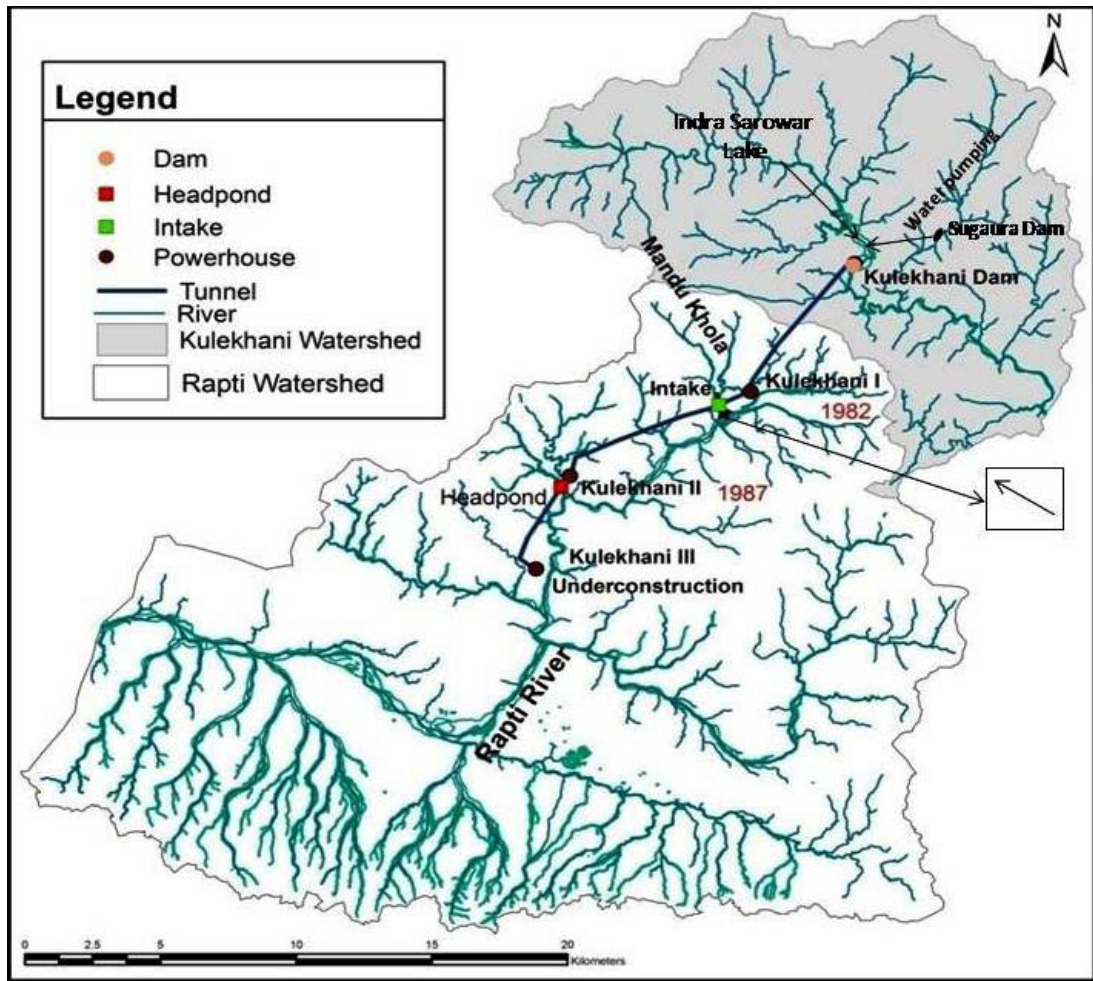 N
Legend
Dam
Headpond
Intake
Powerhouse
Tunnel
River
Kulekhani Watershed
Rapti Watershed
Indra Sarowar
Lake
Water pumping
Sugaura Dam
Kulekhani Dam
Mandu Khola
Intake
Kulekhani I
1982
Headpond
Kulekhani II
1987
Kulekhani III
Underconstruction
Rapti River
0 2.5 5 10 15 20
Kilometers